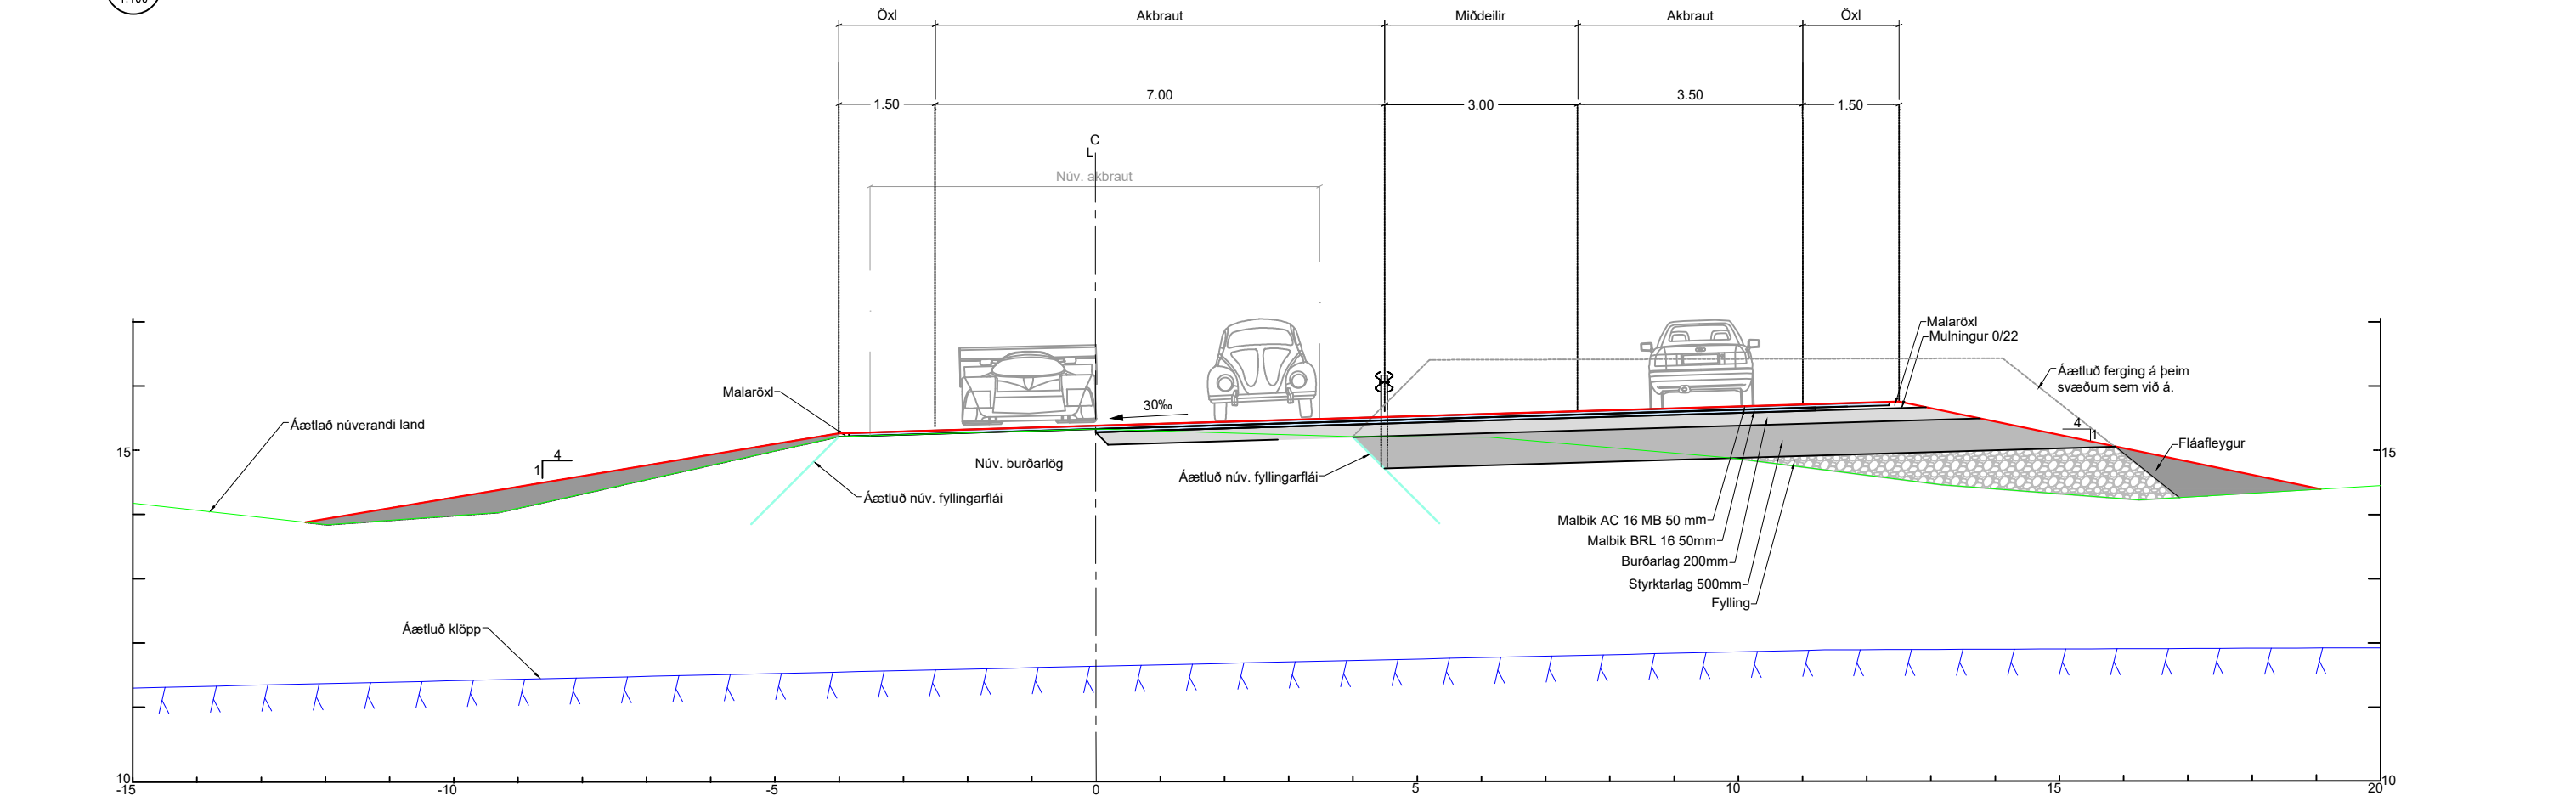 1:100
Öxl
Akbraut
Miðdeilir
Akbraut
Öxl
1.50
7.00
3.00
3.50
1.50
C
L
Núv. akbraut
Malaröxl
Mulningur 0/22
Áætluð ferging á þeim
svæðum sem við á.
Malaröxl
30‰
Áætlað núverandi land
4
1
4
1
Fláafleygur
15
15
Núv. burðarlög
Áætluð núv. fyllingarflái
Áætluð núv. fyllingarflái
Malbik AC 16 MB 50 mm
Malbik BRL 16 50mm
Burðarlag 200mm
Styrktarlag 500mm
Fylling
Áætluð klöpp
10
10
-15
-10
-5
0
5
10
15
20